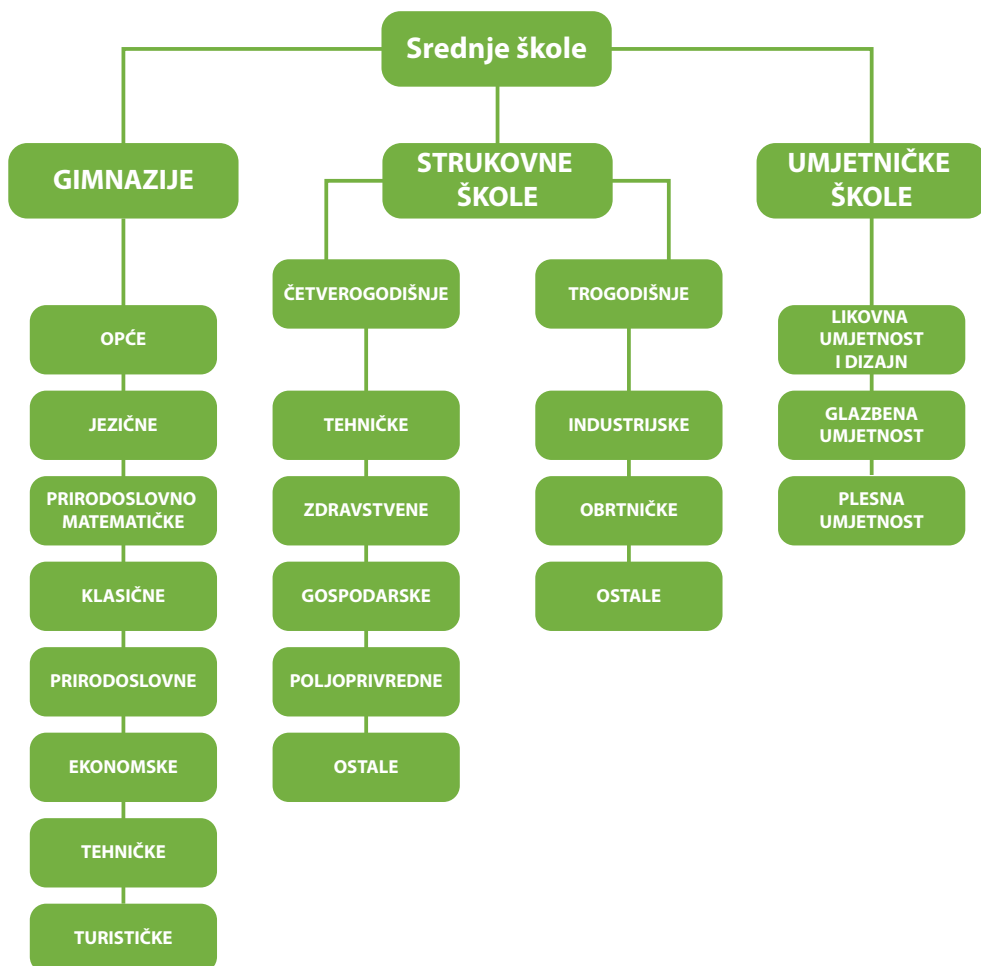 Srednje škole
GIMNAZIJE
STRUKOVNE
ŠKOLE
UMJETNIČKE
ŠKOLE
ČETVEROGODIŠNJE
TROGODIŠNJE
OPĆE
JEZIČNE
PRIRODOSLOVNO
MATEMATIČKE
KLASIČNE
PRIRODOSLOVNE
EKONOMSKE
TEHNIČKE
TURISTIČKE
TEHNIČKE
ZDRAVSTVENE
GOSPODARSKE
POLJOPRIVREDNE
OSTALE
INDUSTRIJSKE
OBRTNIČKE
OSTALE
LIKOVNA
UMJETNOST
I DIZAJN
GLAZBENA
UMJETNOST
PLESNA
UMJETNOST